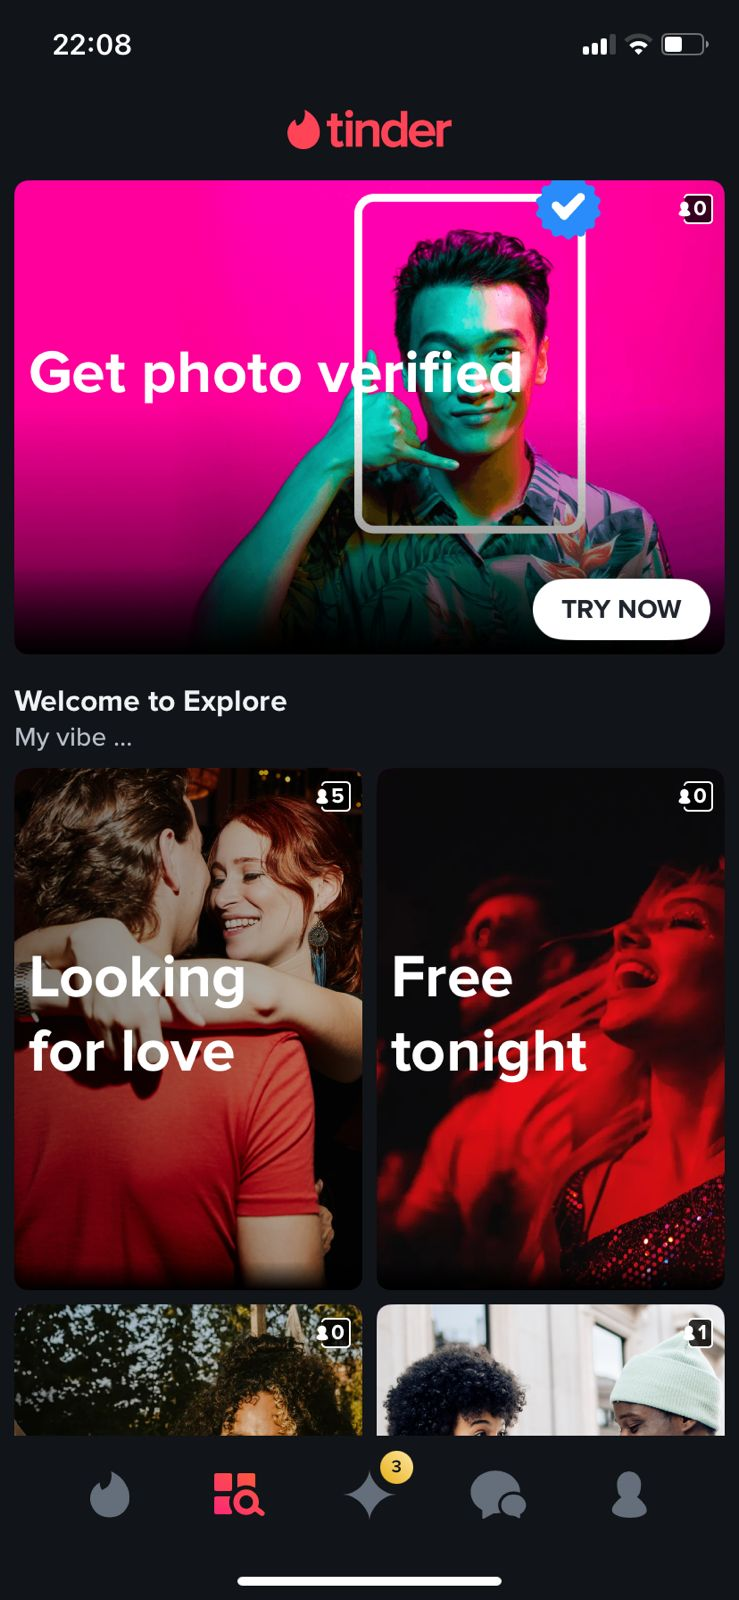 22:08
tinder
0
Get photo verified
TRY NOW
Welcome to Explore
My vibe ...
5
Looking
for love
0
Free
tonight
0
1
3